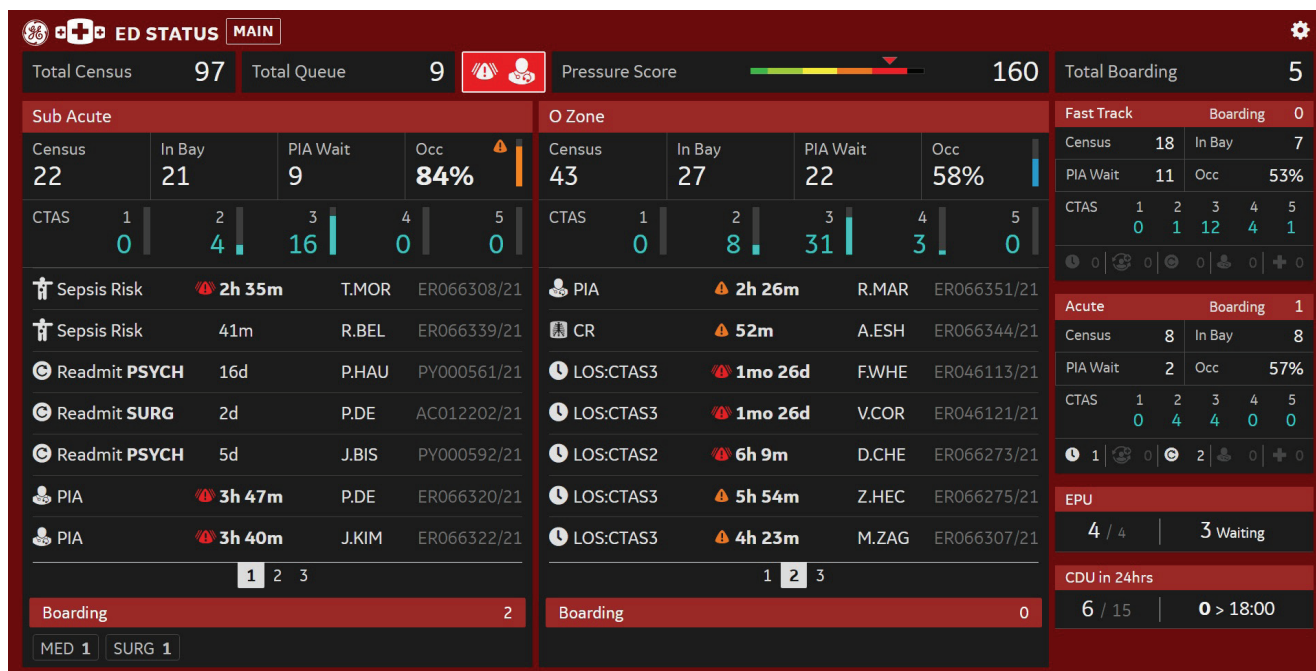 ED STATUS MAIN
Total Census 97 Total Queue 9 Pressure Score 160 Total Boarding 5
Sub Acute
Census In Bay PIA Wait Occ
22 21 9 84%
CTAS 1 2 3 4 5
0 4 16 0 0
Sepsis Risk 2h 35m T.MOR ER066308/21
Sepsis Risk 41m R.BEL ER066339/21
C Readmit PSYCH 16d P.HAU PY000561/21
C Readmit SURG 2d P.DE AC012202/21
C Readmit PSYCH 5d J.BIS PY000592/21
PIA 3h 47m P.DE ER066320/21
PIA 3h 40m J.KIM ER066322/21
1 2 3
Boarding 2
MED 1 SURG 1
O Zone
Census In Bay PIA Wait Occ
43 27 22 58%
CTAS 1 2 3 4 5
0 8 31 3 0
PIA 2h 26m R.MAR ER066351/21
CR 52m A.ESH ER066344/21
LOS:CTAS3 1mo 26d F.WHE ER046113/21
LOS:CTAS3 1mo 26d V.COR ER046121/21
LOS:CTAS2 6h 9m D.CHE ER066273/21
LOS:CTAS3 5h 54m Z.HEC ER066275/21
LOS:CTAS3 4h 23m M.ZAG ER066307/21
1 2 3
Boarding 0
Fast Track Boarding 0
Census 18 In Bay 7
PIA Wait 11 Occ 53%
CTAS 1 2 3 4 5
0 1 12 4 1
0 0 C 0 0 0
Acute Boarding 1
Census 8 In Bay 8
PIA Wait 2 Occ 57%
CTAS 1 2 3 4 5
0 4 4 0 0
1 0 C 2 0 0
EPU
4 / 4 3 Waiting
CDU in 24hrs
6 / 15 0 > 18:00